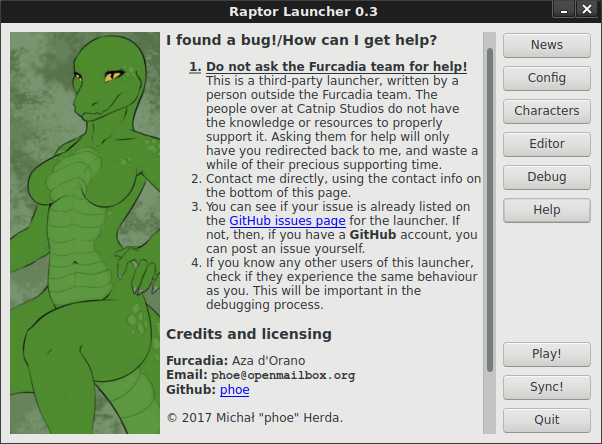 Raptor Launcher 0.3
I found a bug!/How can I get help?
1. Do not ask the Furcadia team for help!
This is a third-party launcher, written by a
person outside the Furcadia team. The
people over at Catnip Studios do not have
the knowledge or resources to properly
support it. Asking them for help will only
have you redirected back to me, and waste a
while of their precious supporting time.
2. Contact me directly, using the contact info on
the bottom of this page.
3. You can see if your issue is already listed on
the GitHub issues page for the launcher. If
not, then, if you have a GitHub account, you
can post an issue yourself.
4. If you know any other users of this launcher,
check if they experience the same behaviour
as you. This will be important in the
debugging process.
Credits and licensing
Furcadia: Aza d'Orano
Email: phoe@openmailbox.org
Github: phoe
© 2017 Michał "phoe" Herda.
News
Config
Characters
Editor
Debug
Help
Play!
Sync!
Quit